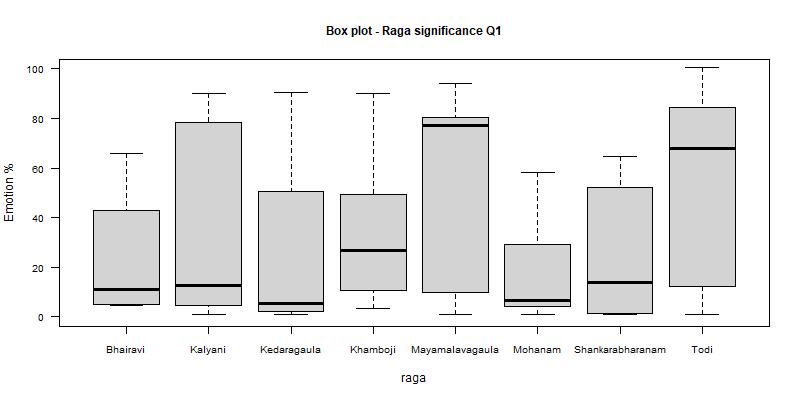 Box plot - Raga significance Q1
Emotion %
100
80
60
40
20
0
Bhairavi Kalyani Kedaragaula Khamboji Mayamalavagaula Mohanam Shankarabharanam Todi
raga